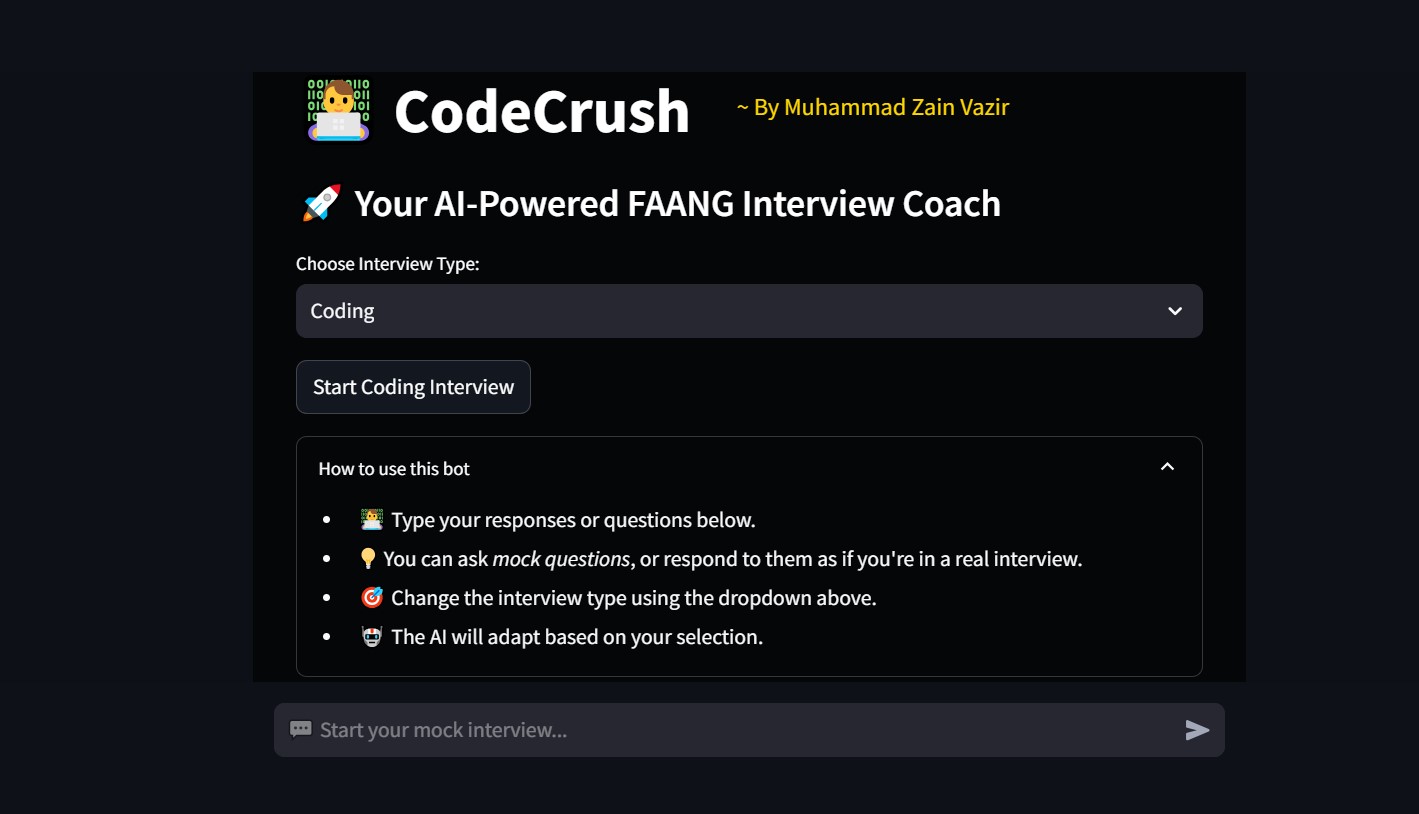 CodeCrush ~ By Muhammad Zain Vazir
🚀 Your AI-Powered FAANG Interview Coach
Choose Interview Type:
Coding
Start Coding Interview
How to use this bot
• 👨‍💻 Type your responses or questions below.
• 💡 You can ask mock questions, or respond to them as if you're in a real interview.
• 🎯 Change the interview type using the dropdown above.
• 🤖 The AI will adapt based on your selection.
💬 Start your mock interview...